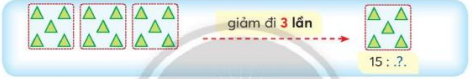 giảm đi 3 lần
15 : .?.